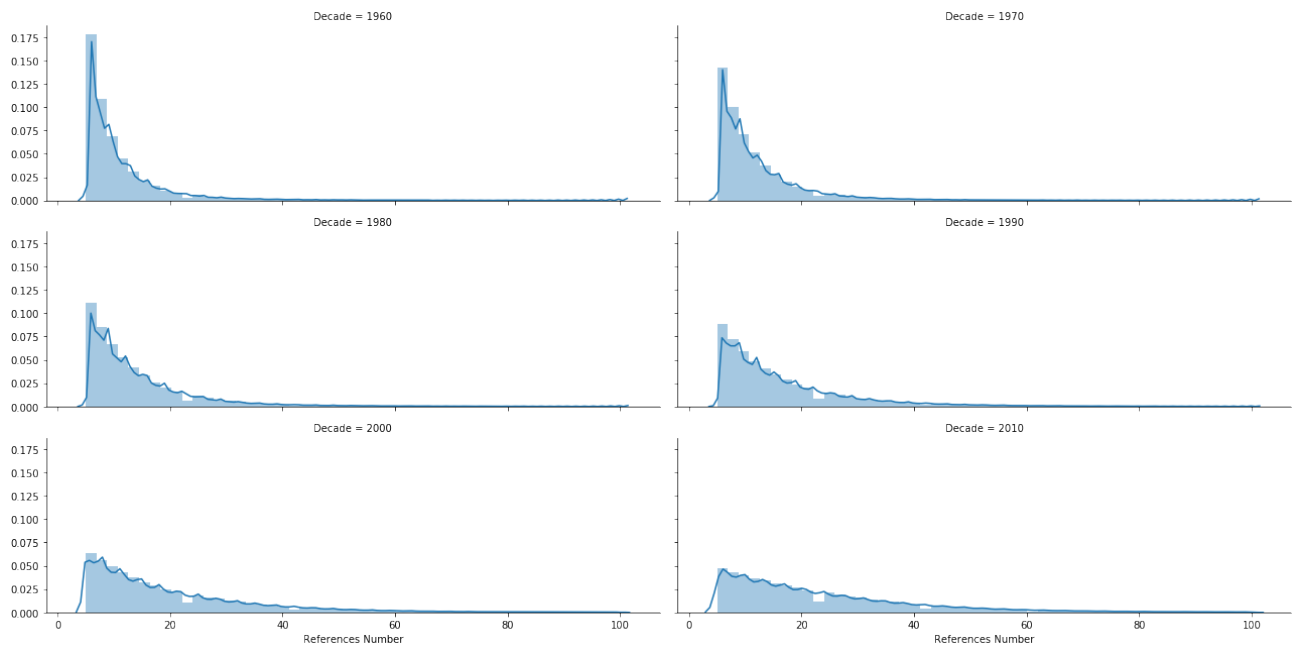 Decade = 1960
Decade = 1970
0.175
0.150
0.125
0.100
0.075
0.050
0.025
0.000
Decade = 1980
Decade = 1990
0.175
0.150
0.125
0.100
0.075
0.050
0.025
0.000
Decade = 2000
Decade = 2010
0.175
0.150
0.125
0.100
0.075
0.050
0.025
0.000
0 20 40 60 80 100
0 20 40 60 80 100
References Number
References Number